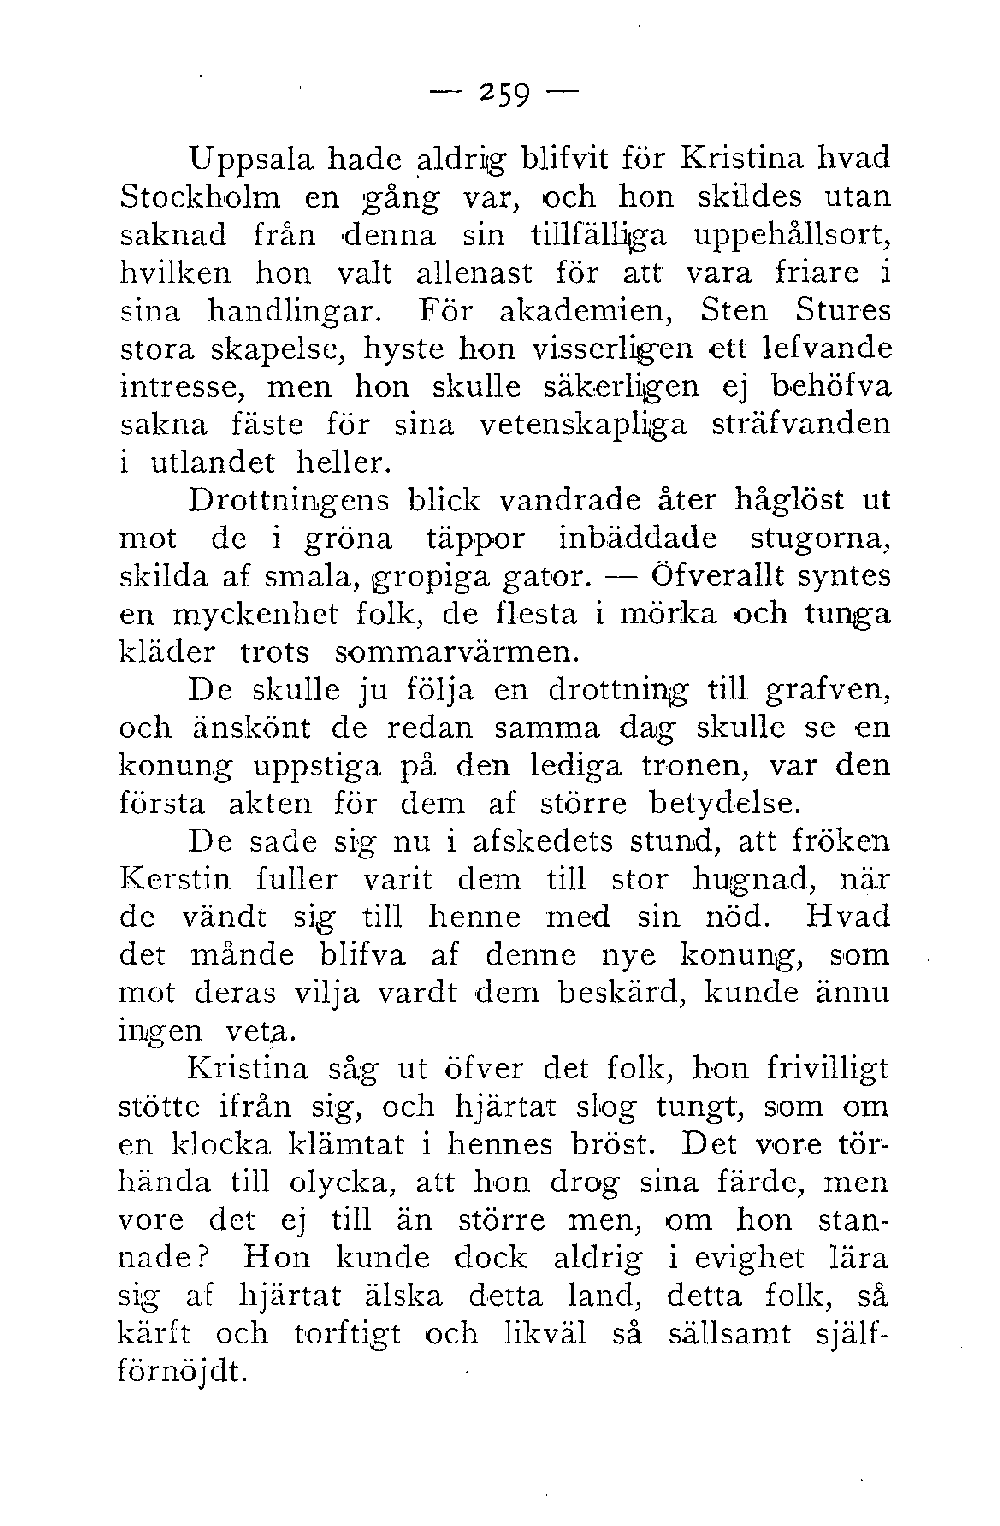 — 259 —
Uppsala hade aldrig blifvit för Kristina hvad
Stockholm en gång var, och hon skildes utan
saknad från denna sin tillfälliga uppehållsort,
hvilken hon valt allenast för att vara friare i
sina handlingar. För akademien, Sten Stures
stora skapelse, hyste hon visserligen ett lefvande
intresse, men hon skulle säkerligen ej behöfva
sakna fäste för sina vetenskapliga sträfvanden
i utlandet heller.
Drottningens blick vandrade åter håglöst ut
mot de i gröna täppor inbäddade stugorna,
skilda af smala, gropiga gator. — Öfverallt syntes
en myckenhet folk, de flesta i mörka och tunga
kläder trots sommarvärmen.
De skulle ju följa en drottning till grafven,
och änskönt de redan samma dag skulle se en
konung uppstiga på den lediga tronen, var den
första akten för dem af större betydelse.
De sade sig nu i afskedets stund, att fröken
Kerstin fuller varit dem till stor hugnad, när
de vändt sig till henne med sin nöd. Hvad
det månde blifva af denne nye konung, som
mot deras vilja vardt dem beskärd, kunde ännu
ingen veta.
Kristina såg ut öfver det folk, hon frivilligt
stötte ifrån sig, och hjärtat slog tungt, som om
en klocka klämtat i hennes bröst. Det vore tör-
hända till olycka, att hon drog sina färde, men
vore det ej till än större men, om hon stan-
nade? Hon kunde dock aldrig i evighet lära
sig af hjärtat älska detta land, detta folk, så
kärft och torftigt och likväl så sällsamt själf-
förnöjdt.